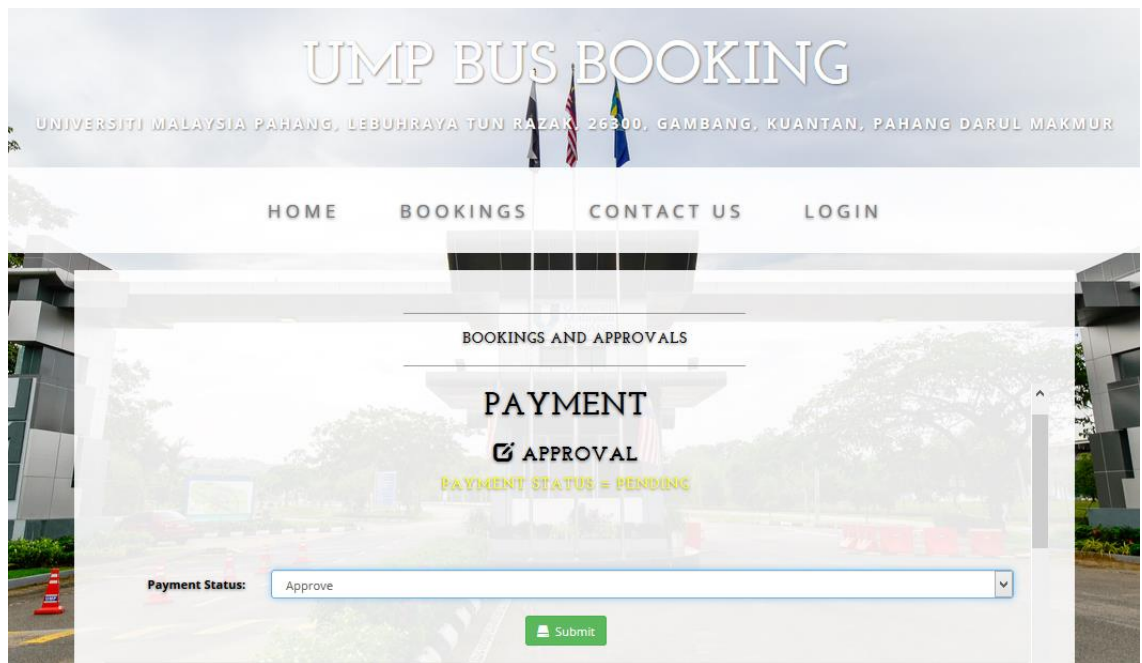 UMP BUS BOOKING
UNIVERSITI MALAYSIA PAHANG, LEBUHRAYA TUN RAZAK, 26300, GAMBANG, KUANTAN, PAHANG DARUL MAKMUR
HOME BOOKINGS CONTACT US LOGIN
BOOKINGS AND APPROVALS
PAYMENT
APPROVAL
PAYMENT STATUS = PENDING
Payment Status: Approve
Submit